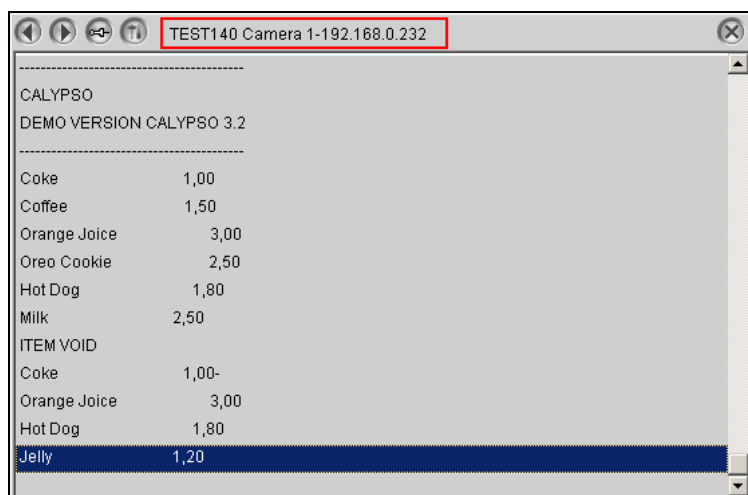 TEST140 Camera 1-192.168.0.232
------------------------------------------
CALYPSO
DEMO VERSION CALYPSO 3.2
------------------------------------------
Coke 1,00
Coffee 1,50
Orange Joice 3,00
Oreo Cookie 2,50
Hot Dog 1,80
Milk 2,50
ITEM VOID
Coke 1,00-
Orange Joice 3,00
Hot Dog 1,80
Jelly 1,20